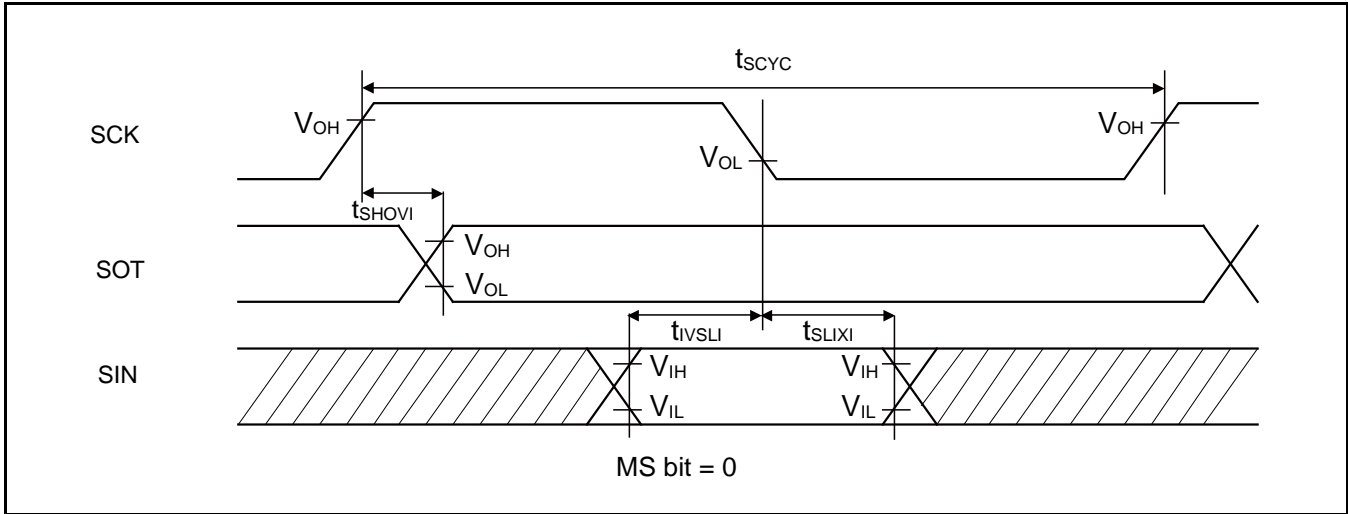 tSCYC
SCK
VOH
VOH
VOL
tSHOVI
SOT
VOH
VOL
tIVSLI
tSLIXI
SIN
VIH
VIH
VIL
VIL
MS bit = 0